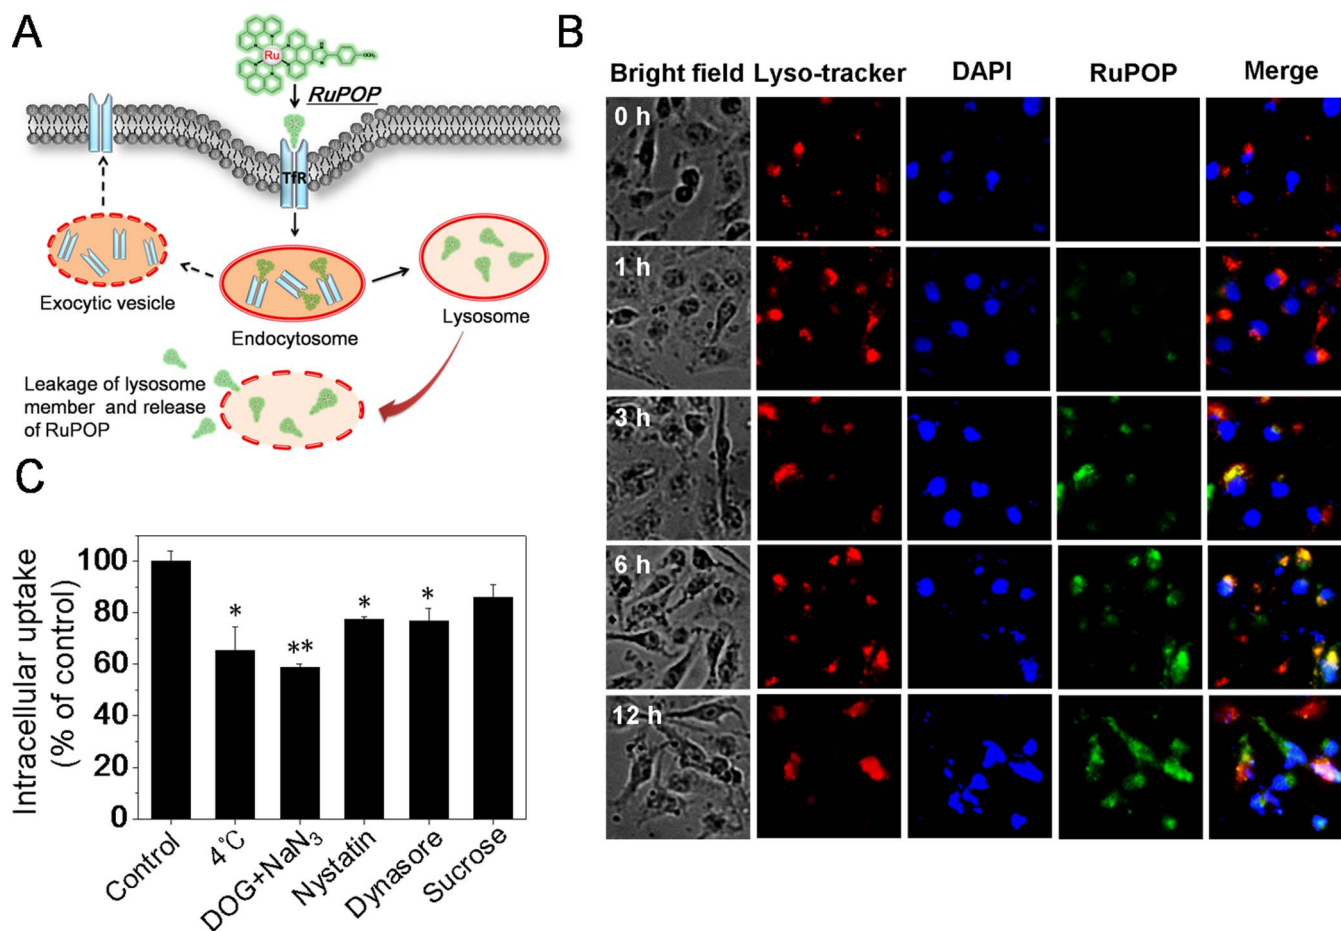 A
Ru
RuPOP
TfR
Exocytic vesicle
Endocytosome
Lysosome
Leakage of lysosome
member and release
of RuPOP
B
Bright field
Lyso-tracker
DAPI
RuPOP
Merge
0 h
1 h
3 h
6 h
12 h
C
Intracellular uptake
(% of control)
100
80
60
40
20
0
*
**
*
*
Control
4°C
DOG+NaN3
Nystatin
Dynasore
Sucrose